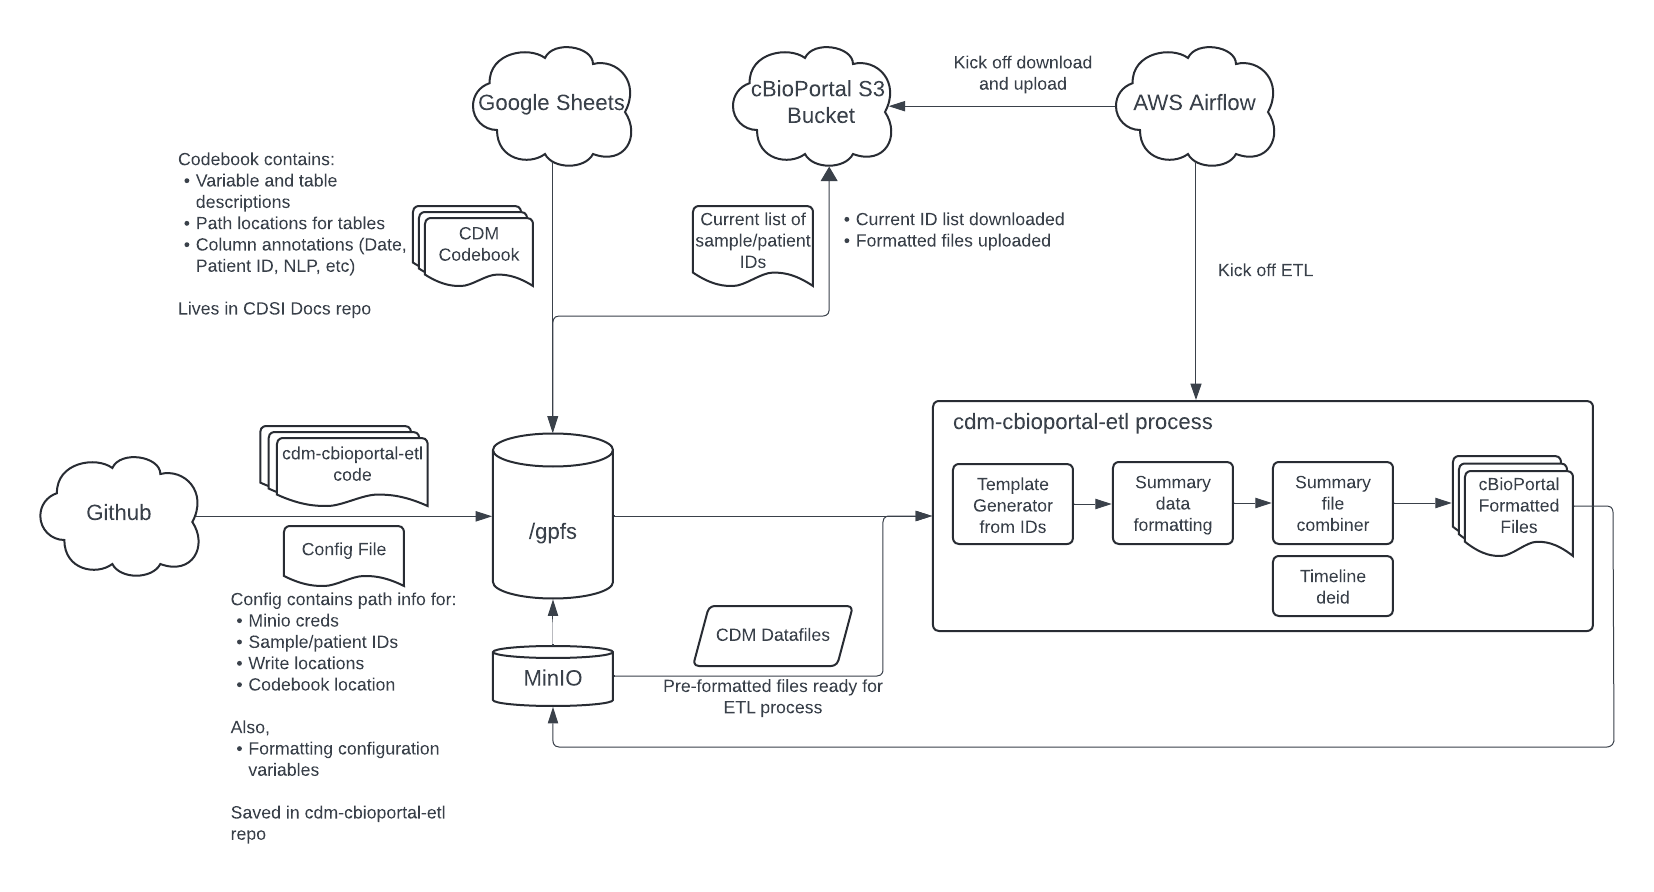 Google Sheets
cBioPortal S3
Bucket
Kick off download
and upload
AWS Airflow
Codebook contains:
• Variable and table
descriptions
• Path locations for tables
• Column annotations (Date,
Patient ID, NLP, etc)
Lives in CDSI Docs repo
CDM
Codebook
Current list of
sample/patient
IDs
• Current ID list downloaded
• Formatted files uploaded
Kick off ETL
Github
cdm-cbioportal-etl
code
Config File
Config contains path info for:
• Minio creds
• Sample/patient IDs
• Write locations
• Codebook location
Also,
• Formatting configuration
variables
Saved in cdm-cbioportal-etl
repo
/gpfs
MinIO
CDM Datafiles
Pre-formatted files ready for
ETL process
cdm-cbioportal-etl process
Template
Generator
from IDs
Summary
data
formatting
Summary
file
combiner
Timeline
deid
cBioPortal
Formatted
Files